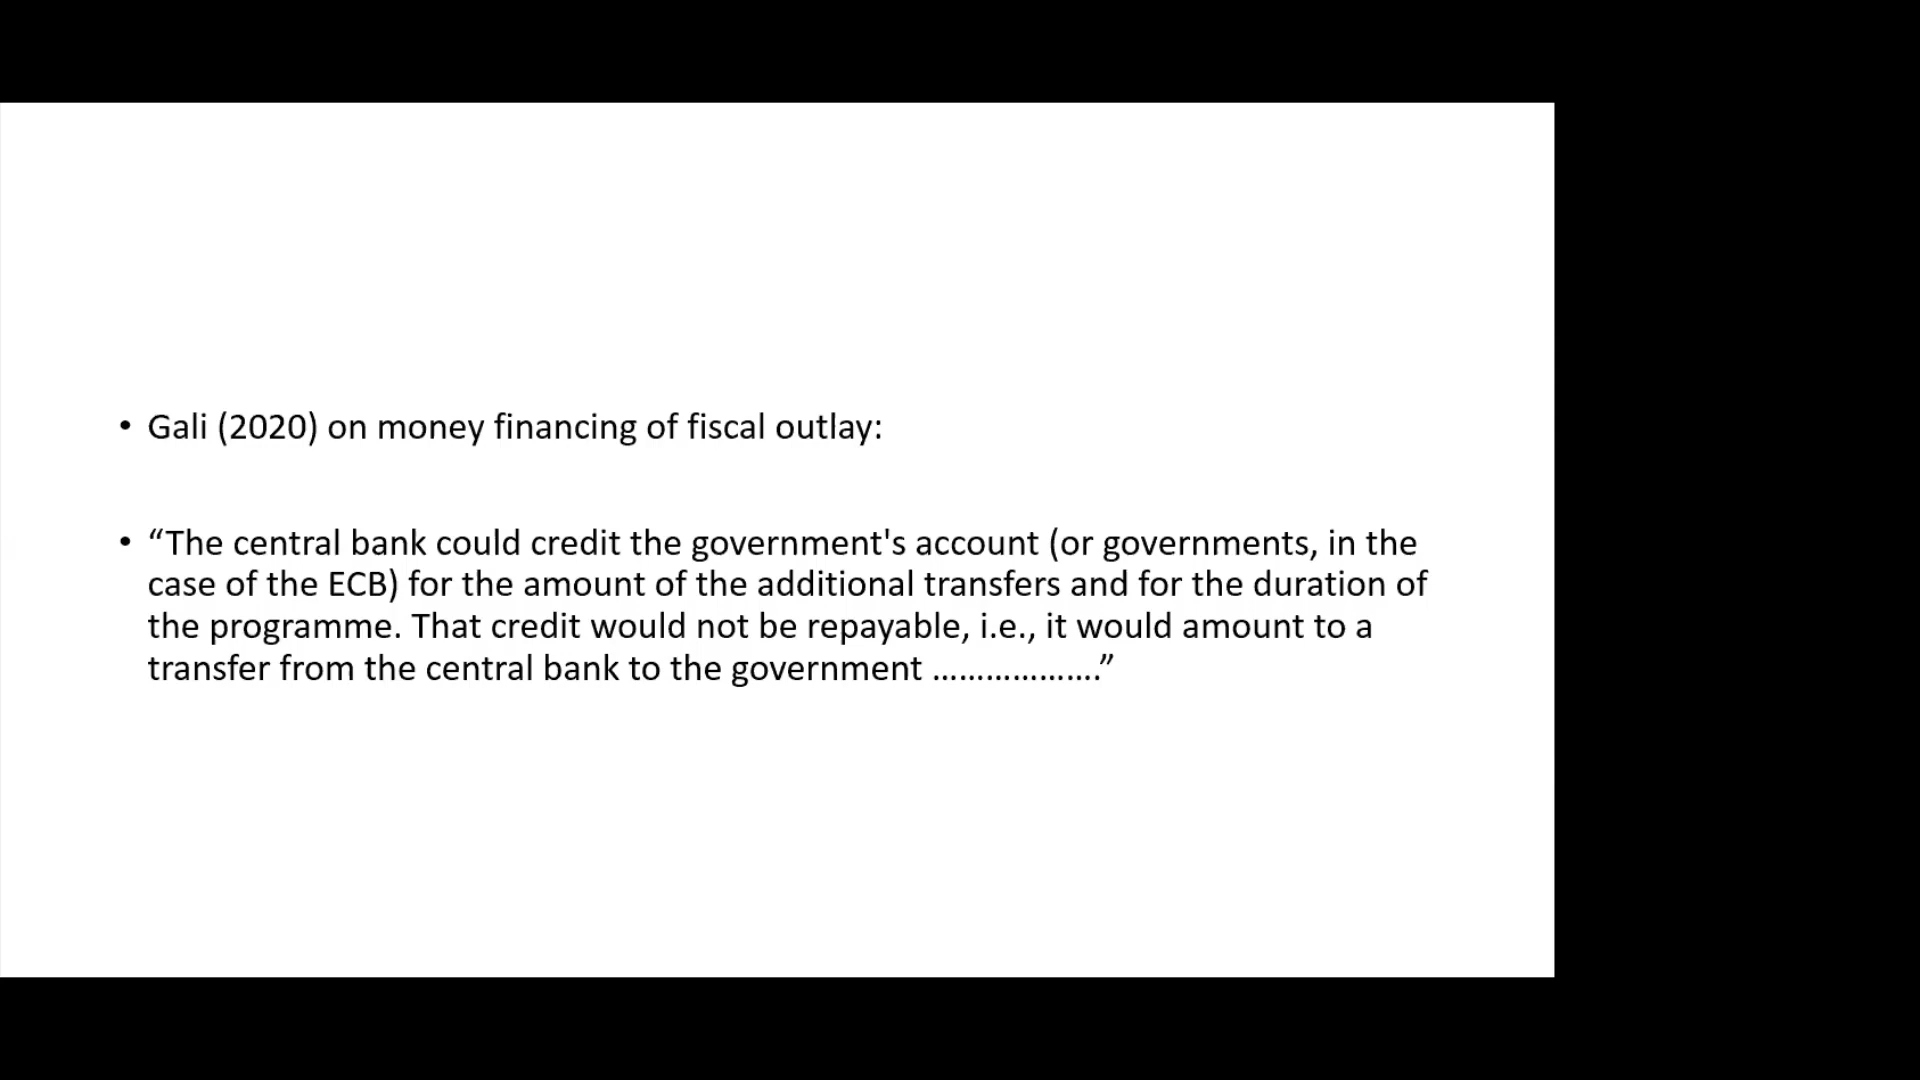 • Gali (2020) on money financing of fiscal outlay:
• “The central bank could credit the government's account (or governments, in the
case of the ECB) for the amount of the additional transfers and for the duration of
the programme. That credit would not be repayable, i.e., it would amount to a
transfer from the central bank to the government ……………….”